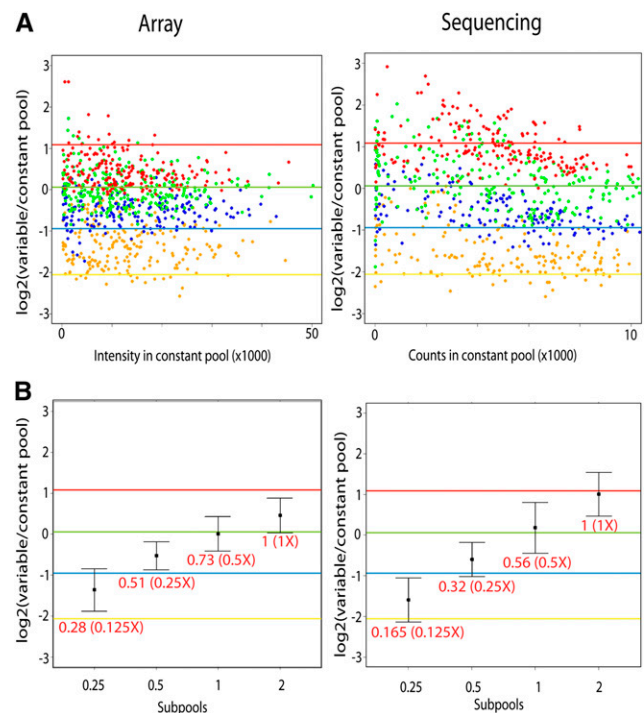 A
Array
Sequencing
log2(variable/constant pool)
3
2
1
0
-1
-2
-3
0
50
Intensity in constant pool (x1000)
log2(variable/constant pool)
3
2
1
0
-1
-2
-3
0
10
Counts in constant pool (x1000)
B
log2(variable/constant pool)
3
2
1
0
-1
-2
-3
0.28 (0.125X)
0.51 (0.25X)
0.73 (0.5X)
1 (1X)
0.25
0.5
1
2
Subpools
log2(variable/constant pool)
3
2
1
0
-1
-2
-3
0.165 (0.125X)
0.32 (0.25X)
0.56 (0.5X)
1 (1X)
0.25
0.5
1
2
Subpools